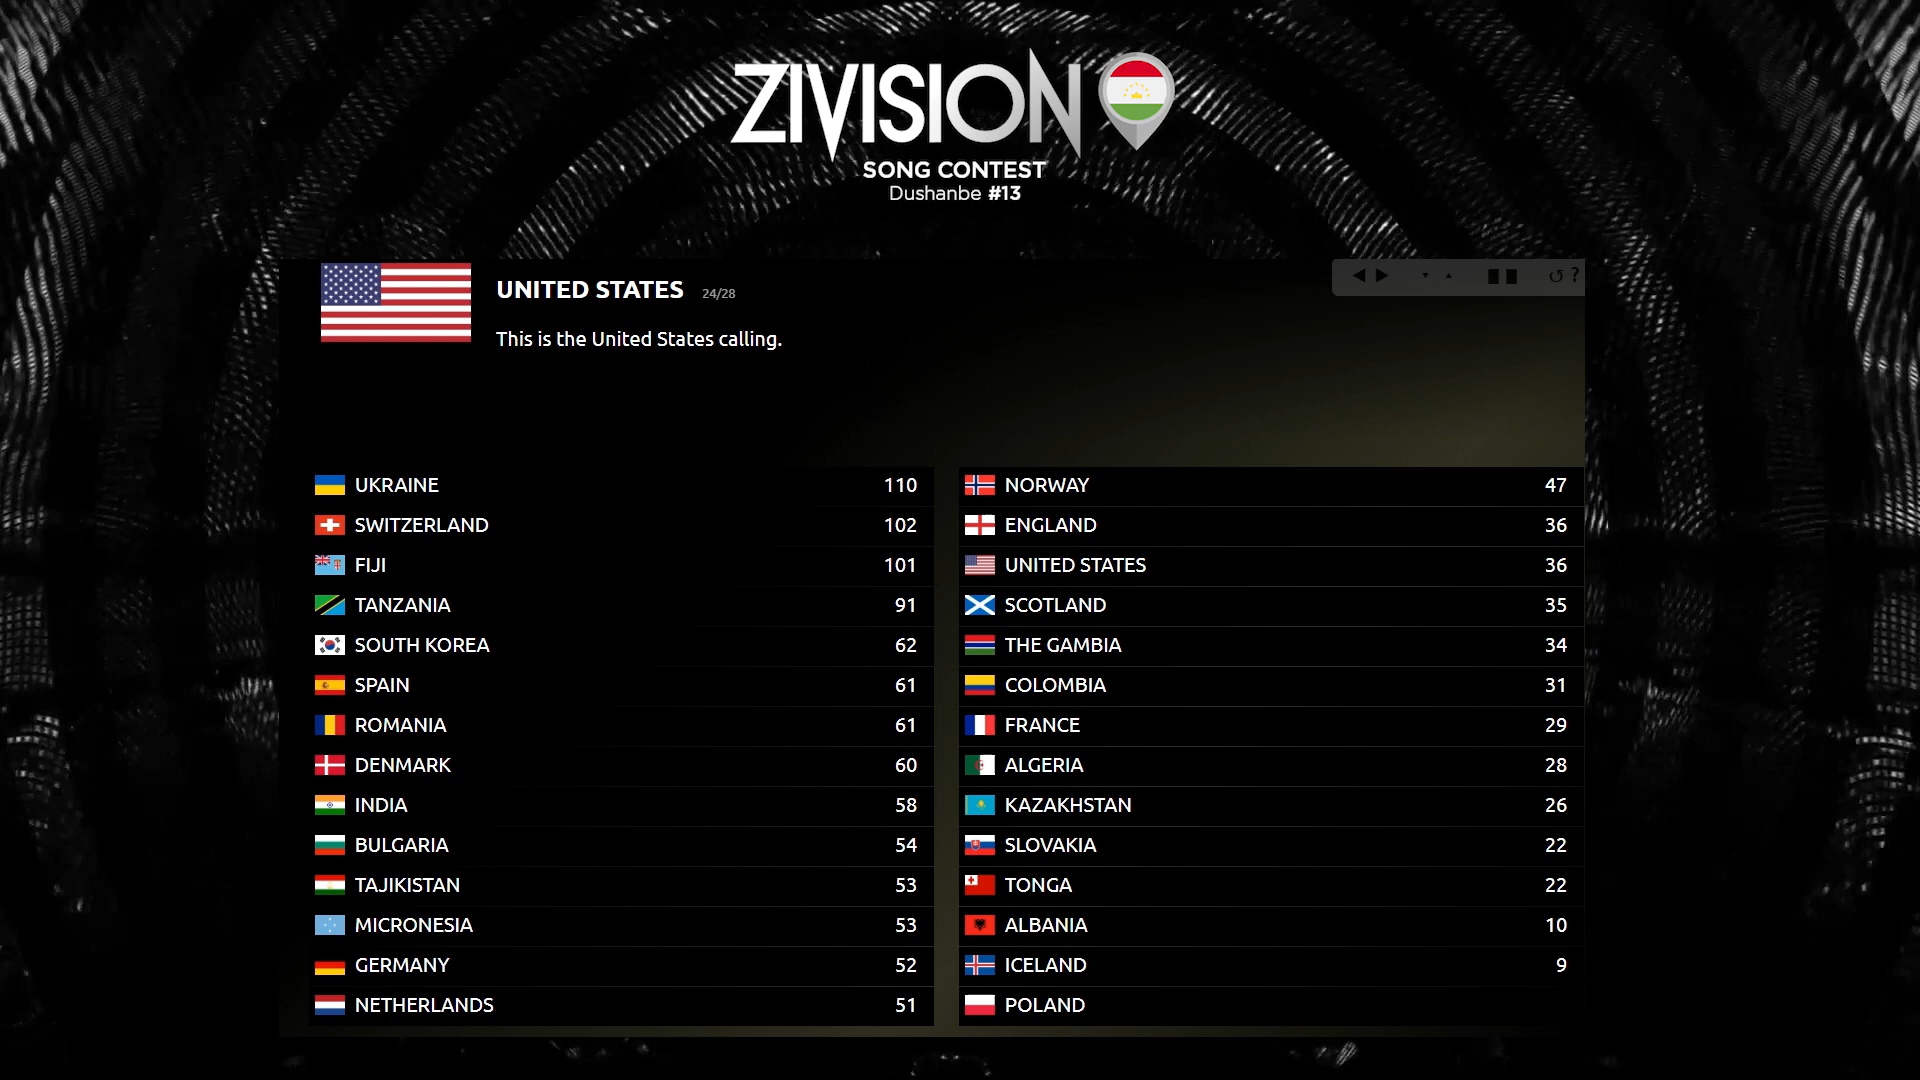 ZIVISION
SONG CONTEST
Dushanbe #13
UNITED STATES 24/28
This is the United States calling.
UKRAINE 110
SWITZERLAND 102
FIJI 101
TANZANIA 91
SOUTH KOREA 62
SPAIN 61
ROMANIA 61
DENMARK 60
INDIA 58
BULGARIA 54
TAJIKISTAN 53
MICRONESIA 53
GERMANY 52
NETHERLANDS 51
NORWAY 47
ENGLAND 36
UNITED STATES 36
SCOTLAND 35
THE GAMBIA 34
COLOMBIA 31
FRANCE 29
ALGERIA 28
KAZAKHSTAN 26
SLOVAKIA 22
TONGA 22
ALBANIA 10
ICELAND 9
POLAND